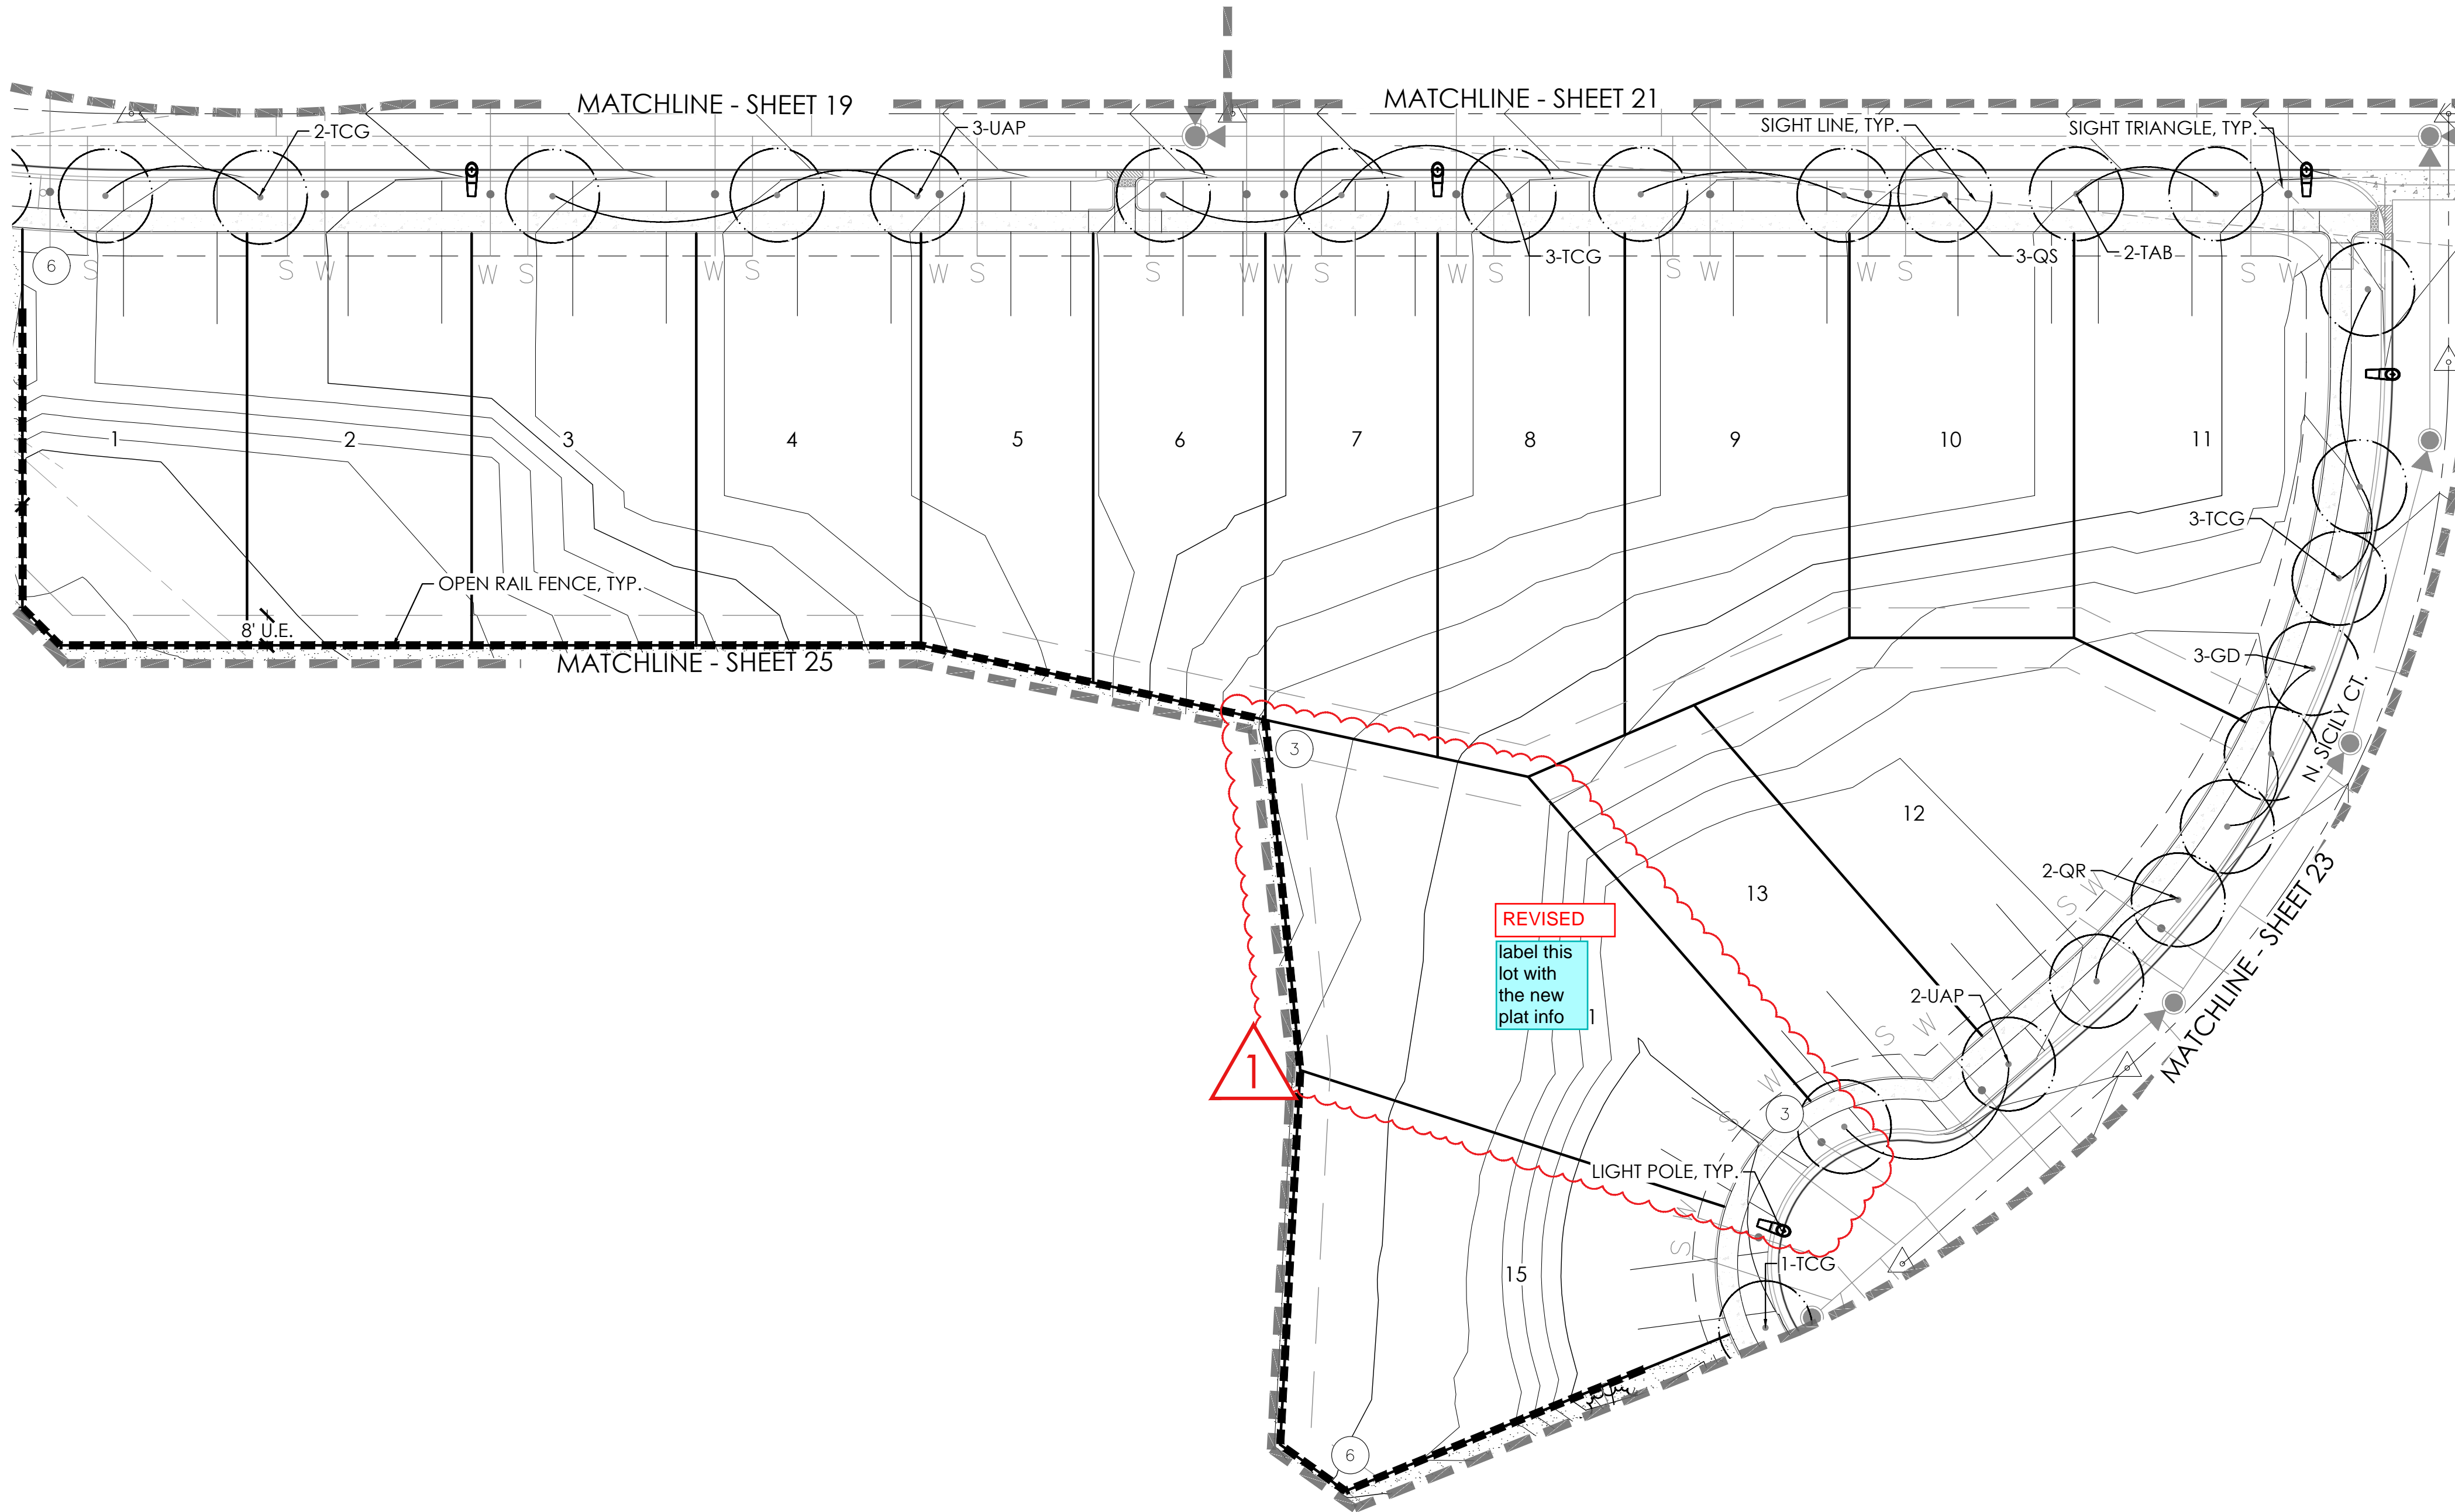 MATCHLINE - SHEET 19
MATCHLINE - SHEET 21
2-TCG
3-UAP
SIGHT LINE, TYP.
SIGHT TRIANGLE, TYP.
3-TCG
3-QS
2-TAB
6
S
S
W
W
S
W
S
W
S
S
W
W
S
W
S
S
W
W
S
S
W
1
2
3
4
5
6
7
8
9
10
11
3-TCG
OPEN RAIL FENCE, TYP.
8' U.E.
MATCHLINE - SHEET 25
3-GD
N. SICILY CT.
3
12
2-QR
13
S
W
MATCHLINE - SHEET 23
REVISED
label this
lot with
the new
plat info
1
2-UAP
S
W
1
W
3
S
LIGHT POLE, TYP.
W
S
1-TCG
15
6